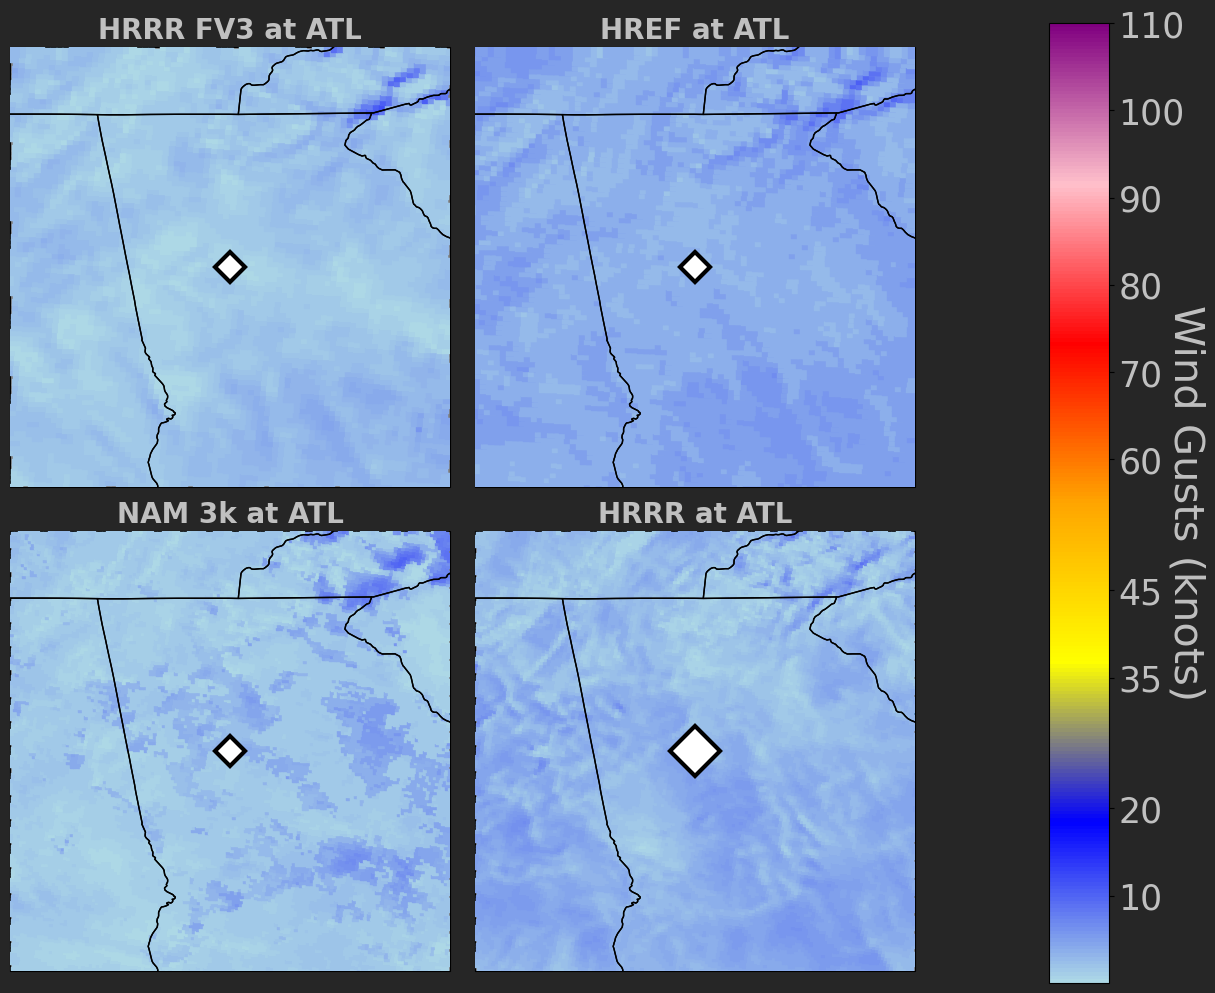 HRRR FV3 at ATL
HREF at ATL
NAM 3k at ATL
HRRR at ATL
110
100
90
80
70
60
45
35
20
10
Wind Gusts (knots)